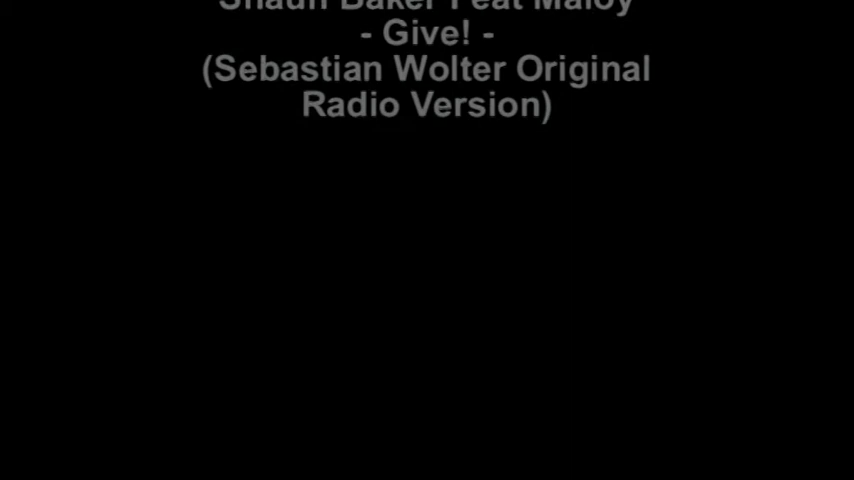 Shaun Baker Feat Maloy
- Give! -
(Sebastian Wolter Original
Radio Version)